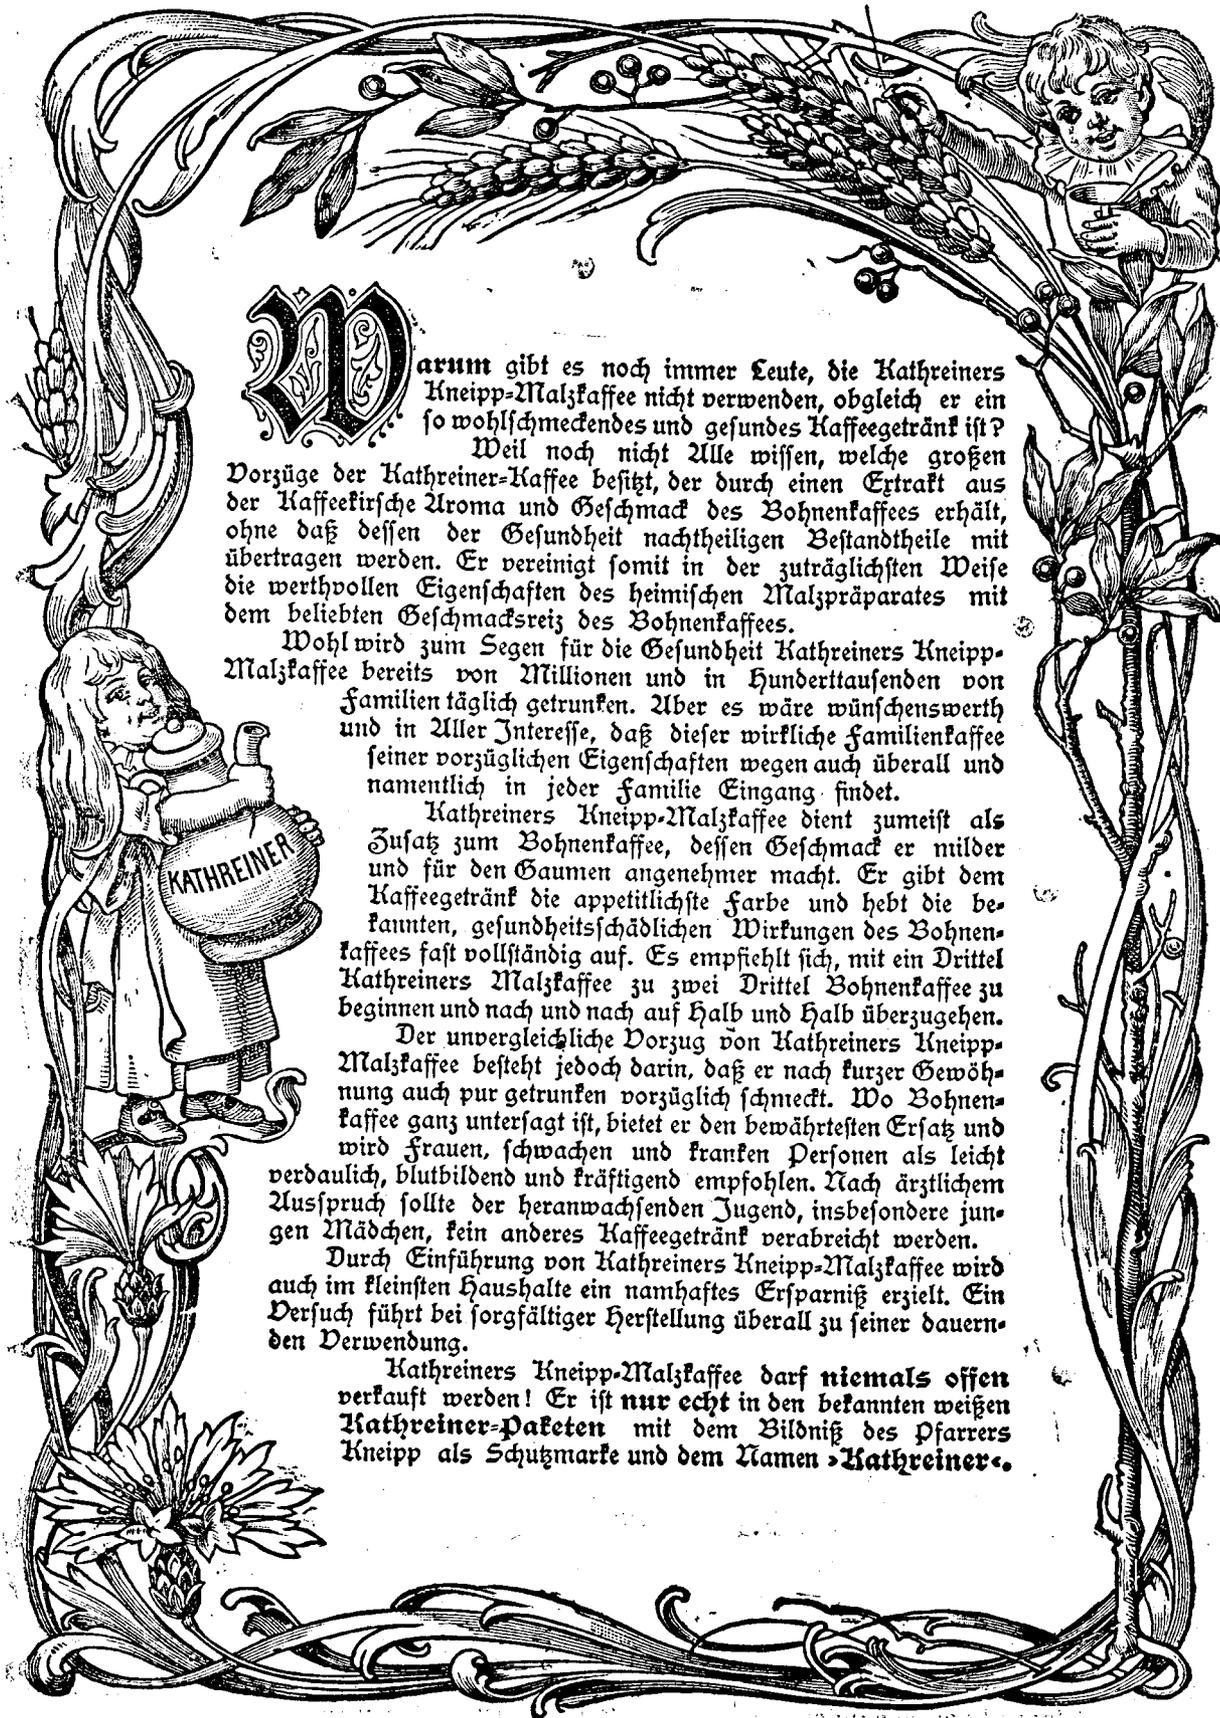 Warum gibt es noch immer Leute, die Kathreiners
Kneipp-Malzkaffee nicht verwenden, obgleich er ein
so wohlschmeckendes und gesundes Kaffeegetränk ist?
Weil noch nicht Alle wissen, welche großen
Vorzüge der Kathreiner-Kaffee besitzt, der durch einen Extrakt aus
der Kaffeekirsche Aroma und Geschmack des Bohnenkaffees erhält,
ohne daß dessen der Gesundheit nachtheiligen Bestandtheile mit
übertragen werden. Er vereinigt somit in der zuträglichsten Weise
die werthvollen Eigenschaften des heimischen Malzpräparates mit
dem beliebten Geschmacksreiz des Bohnenkaffees.
Wohl wird zum Segen für die Gesundheit Kathreiners Kneipp-
Malzkaffee bereits von Millionen und in Hunderttausenden von
Familien täglich getrunken. Aber es wäre wünschenswerth
und in Aller Interesse, daß dieser wirkliche Familienkaffee
seiner vorzüglichen Eigenschaften wegen auch überall und
namentlich in jeder Familie Eingang findet.
Kathreiners Kneipp-Malzkaffee dient zumeist als
Zusatz zum Bohnenkaffee, dessen Geschmack er milder
und für den Gaumen angenehmer macht. Er gibt dem
Kaffeegetränk die appetitlichste Farbe und hebt die be-
kannten, gesundheitsschädlichen Wirkungen des Bohnen-
kaffees fast vollständig auf. Es empfiehlt sich, mit ein Drittel
Kathreiners Malzkaffee zu zwei Drittel Bohnenkaffee zu
beginnen und nach und nach auf Halb und Halb überzugehen.
Der unvergleichliche Vorzug von Kathreiners Kneipp-
Malzkaffee besteht jedoch darin, daß er nach kurzer Gewöh-
nung auch pur getrunken vorzüglich schmeckt. Wo Bohnen-
kaffee ganz untersagt ist, bietet er den bewährtesten Ersatz und
wird Frauen, schwachen und kranken Personen als leicht
verdaulich, blutbildend und kräftigend empfohlen. Nach ärztlichem
Ausspruch sollte der heranwachsenden Jugend, insbesondere jun-
gen Mädchen, kein anderes Kaffeegetränk verabreicht werden.
Durch Einführung von Kathreiners Kneipp-Malzkaffee wird
auch im kleinsten Haushalte ein namhaftes Ersparniß erzielt. Ein
Versuch führt bei sorgfältiger Herstellung überall zu seiner dauern-
den Verwendung.
Kathreiners Kneipp-Malzkaffee darf niemals offen
verkauft werden! Er ist nur echt in den bekannten weißen
Kathreiner-Paketen mit dem Bildniß des Pfarrers
Kneipp als Schutzmarke und dem Namen ›Kathreiner‹.
KATHREINER